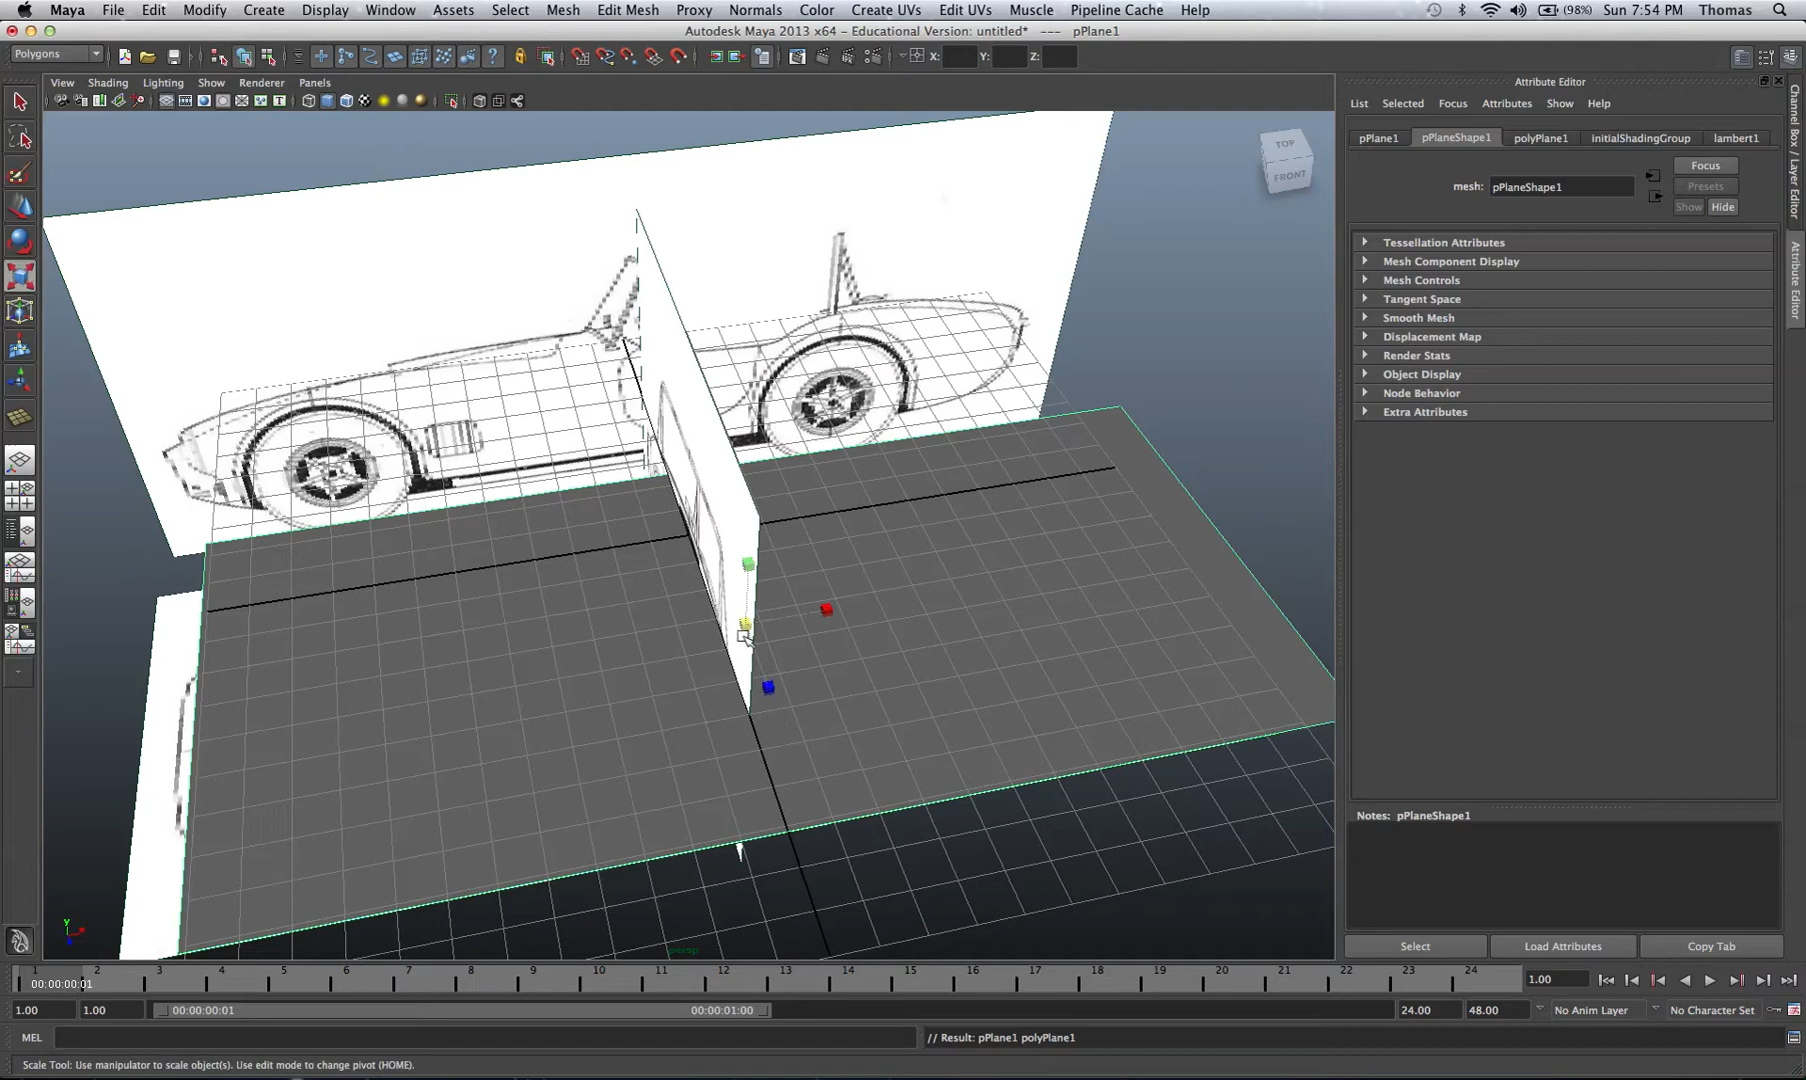 Maya File Edit Modify Create Display Window Assets Select Mesh Edit Mesh Proxy Normals Color Create UVs Edit UVs Muscle Pipeline Cache Help (98%) Sun 7:54 PM Thomas
Autodesk Maya 2013 x64 - Educational Version: untitled* --- pPlane1
Polygons X: Y: Z:
View Shading Lighting Show Renderer Panels
Attribute Editor
List Selected Focus Attributes Show Help
pPlane1 pPlaneShape1 polyPlane1 initialShadingGroup lambert1
Focus
mesh: pPlaneShape1 Presets
Show Hide
TOP
FRONT
Channel Box / Layer Editor
Attribute Editor
Tessellation Attributes
Mesh Component Display
Mesh Controls
Tangent Space
Smooth Mesh
Displacement Map
Render Stats
Object Display
Node Behavior
Extra Attributes
Notes: pPlaneShape1
Y
persp
Select Load Attributes Copy Tab
1 2 3 4 5 6 7 8 9 10 11 12 13 14 15 16 17 18 19 20 21 22 23 24 1.00
00:00:00:01
1.00 1.00 00:00:00:01 00:00:01:00 24.00 48.00 No Anim Layer No Character Set
MEL // Result: pPlane1 polyPlane1
Scale Tool: Use manipulator to scale object(s). Use edit mode to change pivot (HOME).